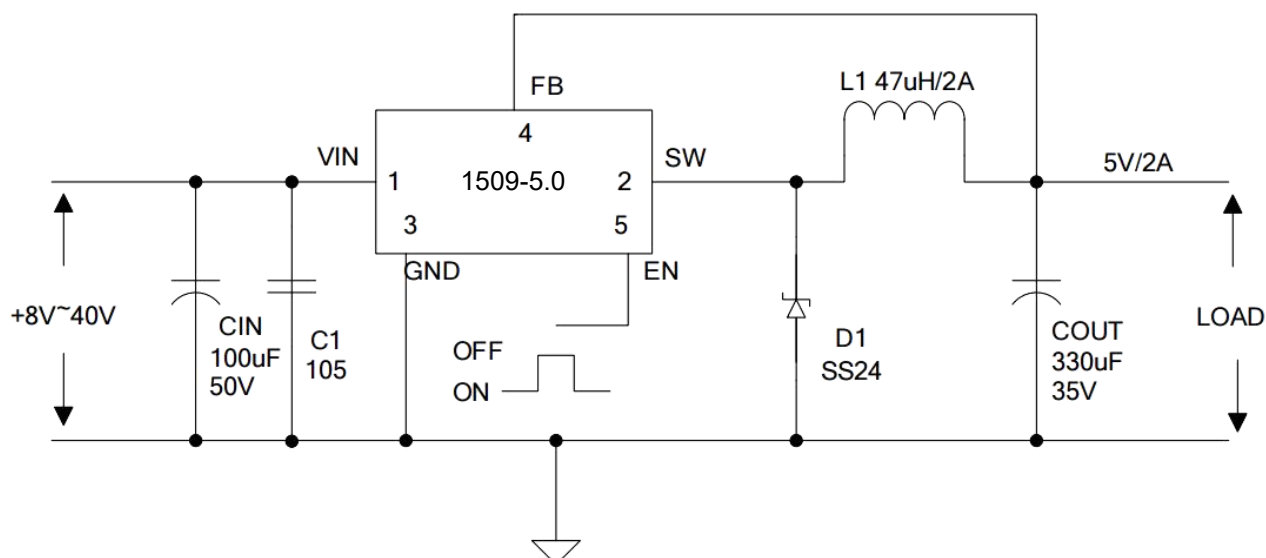 FB
L1 47uH/2A
4
VIN
SW
5V/2A
1
1509-5.0
2
3
5
GND
EN
+8V~40V
CIN
100uF
50V
C1
105
OFF
ON
D1
SS24
COUT
330uF
35V
LOAD